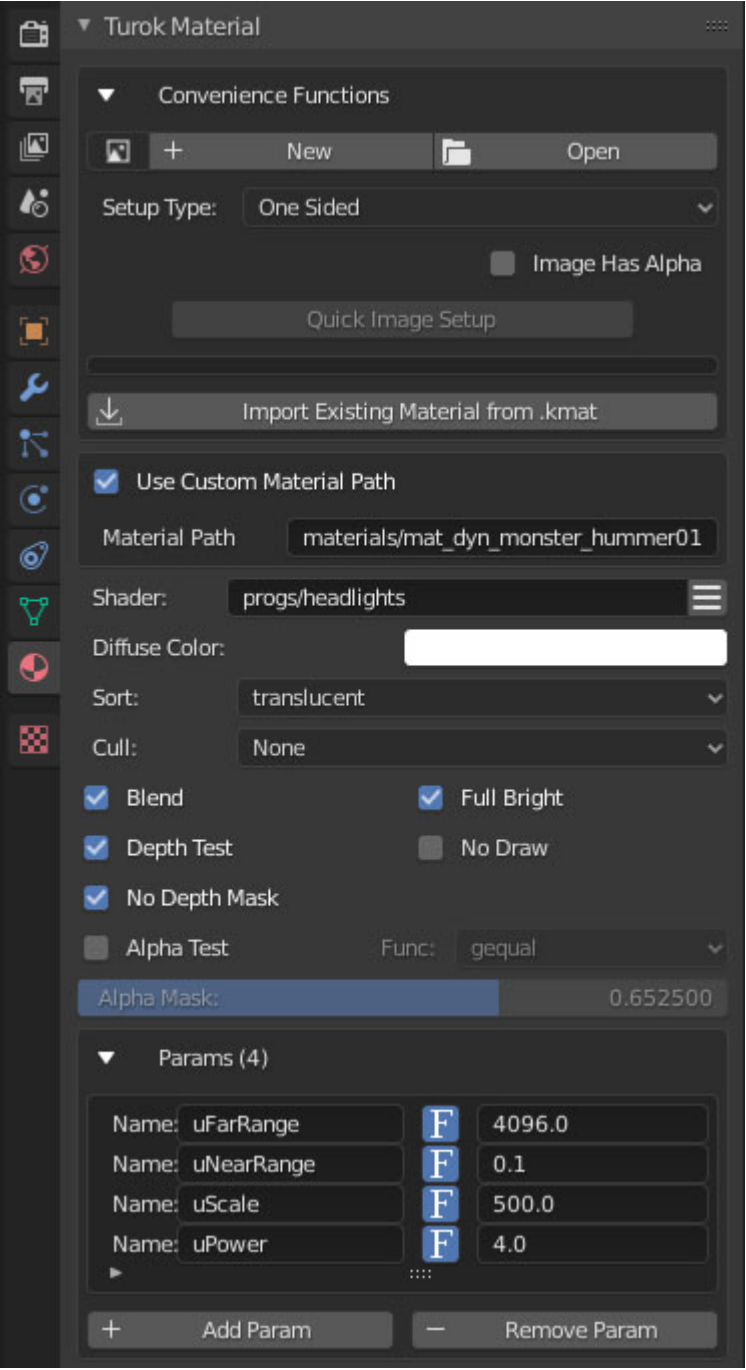 Turok Material
Convenience Functions
New Open
Setup Type: One Sided
Image Has Alpha
Quick Image Setup
Import Existing Material from .kmat
Use Custom Material Path
Material Path materials/mat_dyn_monster_hummer01
Shader: progs/headlights
Diffuse Color:
Sort: translucent
Cull: None
Blend Full Bright
Depth Test No Draw
No Depth Mask
Alpha Test Func: gequal
Alpha Mask: 0.652500
Params (4)
Name: uFarRange F 4096.0
Name: uNearRange F 0.1
Name: uScale F 500.0
Name: uPower F 4.0
Add Param Remove Param